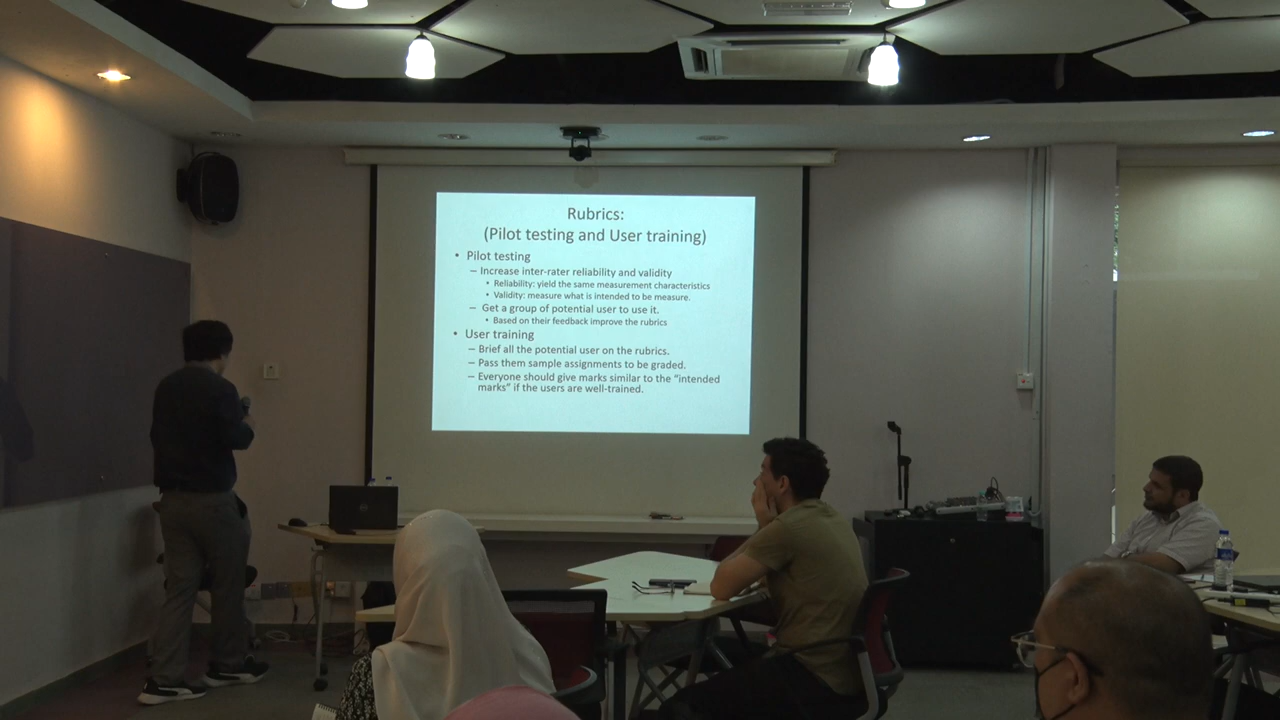 Rubrics:
(Pilot testing and User training)
• Pilot testing
– Increase inter-rater reliability and validity
• Reliability: yield the same measurement characteristics
• Validity: measure what is intended to be measure.
– Get a group of potential user to use it.
• Based on their feedback improve the rubrics
• User training
– Brief all the potential user on the rubrics.
– Pass them sample assignments to be graded.
– Everyone should give marks similar to the “intended
marks” if the users are well-trained.